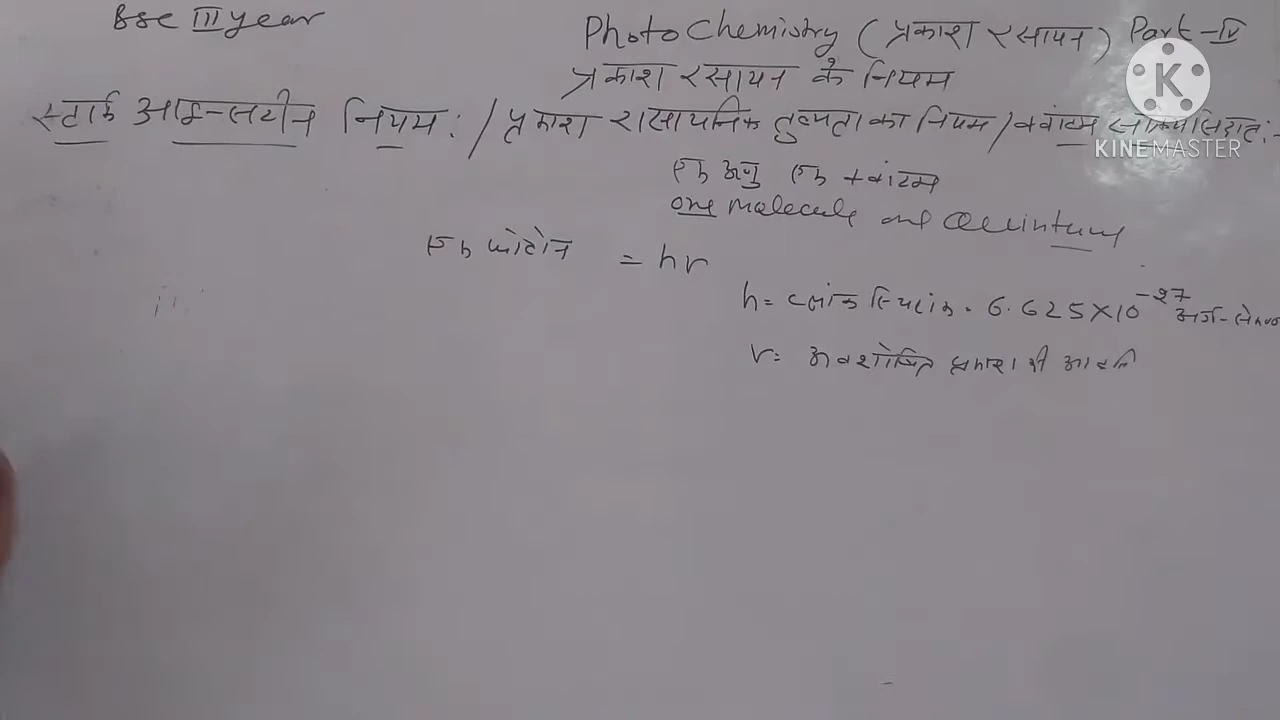 Bsc III year
Photo Chemistry (प्रकाश रसायन) Part-IV
प्रकाश रसायन के नियम
स्टार्क आइन्सटीन नियम:/प्रकाश रासायनिक तुल्यता का नियम/क्वांटम
एक अणु एक क्वांटम
one molecule one
एक फोटोन = hν
h= प्लांक स्थिरांक = 6.625×10⁻²⁷ अर्ग-सेकण्ड
ν= अवशोषित प्रकाश की आवृत्ति
K
KINEMASTER